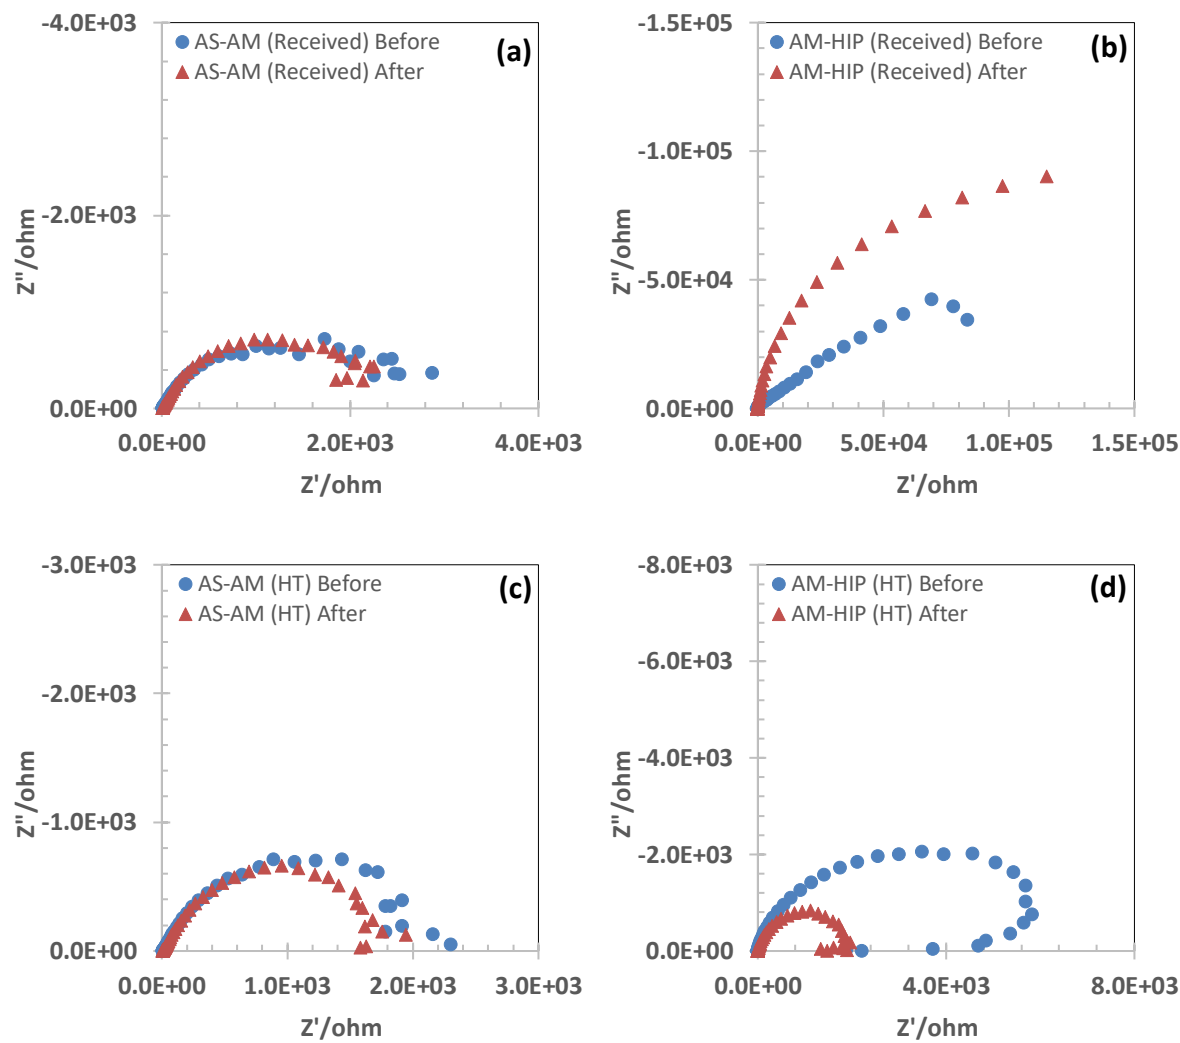 -4.0E+03
AS-AM (Received) Before
AS-AM (Received) After
(a)
-2.0E+03
0.0E+00
Z"/ohm
0.0E+00 2.0E+03 4.0E+03
Z'/ohm
-1.5E+05
AM-HIP (Received) Before
AM-HIP (Received) After
(b)
-1.0E+05
-5.0E+04
0.0E+00
Z"/ohm
0.0E+00 5.0E+04 1.0E+05 1.5E+05
Z'/ohm
-3.0E+03
AS-AM (HT) Before
AS-AM (HT) After
(c)
-2.0E+03
-1.0E+03
0.0E+00
Z"/ohm
0.0E+00 1.0E+03 2.0E+03 3.0E+03
Z'/ohm
-8.0E+03
AM-HIP (HT) Before
AM-HIP (HT) After
(d)
-6.0E+03
-4.0E+03
-2.0E+03
0.0E+00
Z"/ohm
0.0E+00 4.0E+03 8.0E+03
Z'/ohm